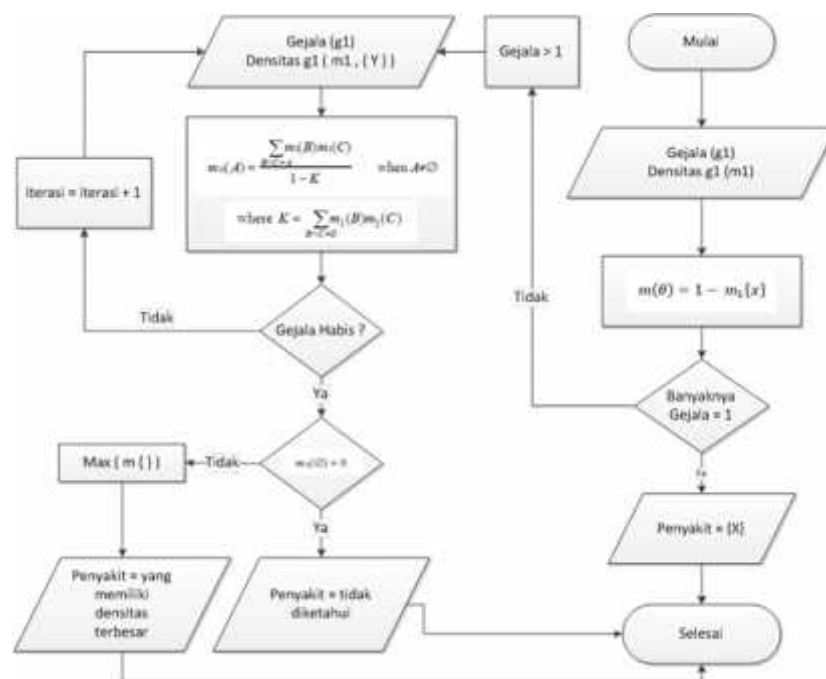 Mulai
Gejala (g1)
Densitas g1 (m1)
m(θ) = 1 − m₁{x}
Banyaknya
Gejala = 1
Tidak
Penyakit = {X}
Selesai
Gejala > 1
Gejala (g1)
Densitas g1 ( m1 , { Y } )
when A≠∅
1 − K
where K =
iterasi = iterasi + 1
Gejala Habis ?
Tidak
Ya
Tidak
Max ( m { } )
Ya
Penyakit = yang
memiliki
densitas
terbesar
Penyakit = tidak
diketahui